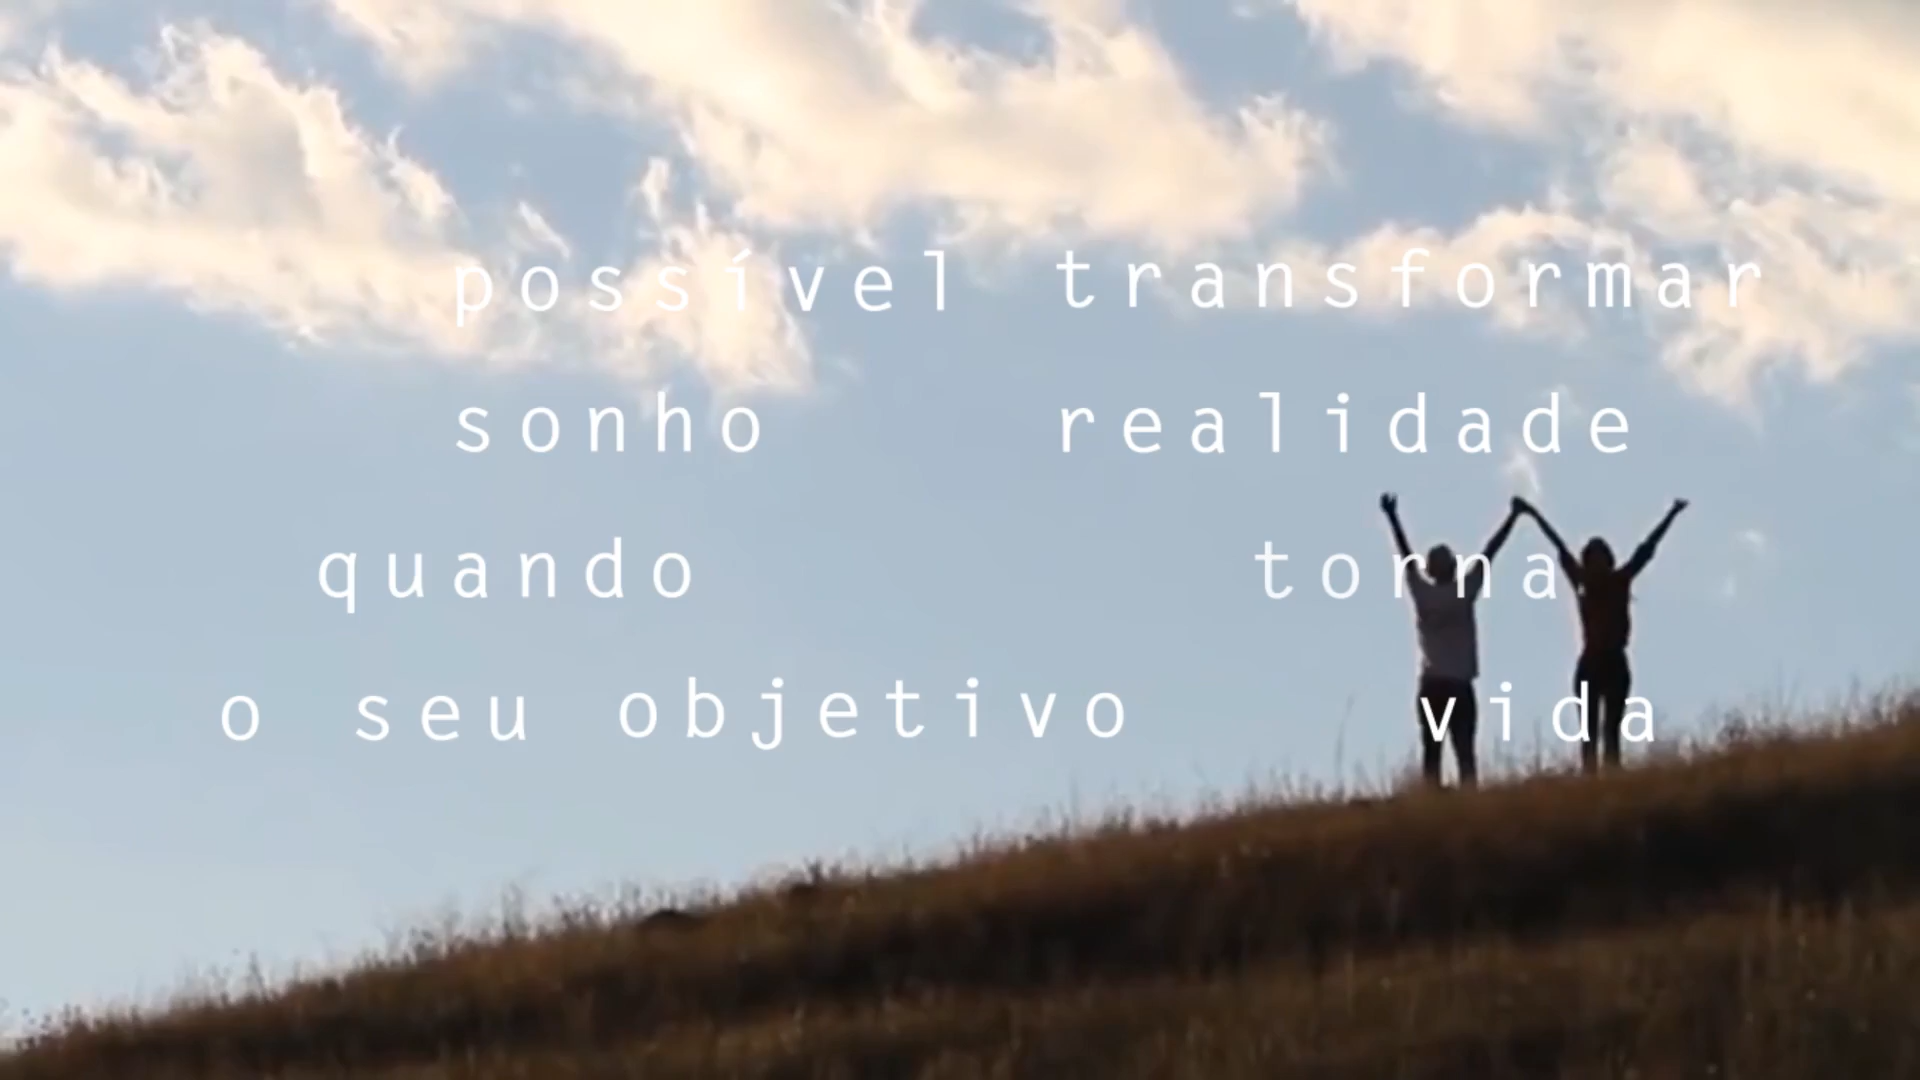 possível transformar
sonho realidade
quando torna
o seu objetivo vida